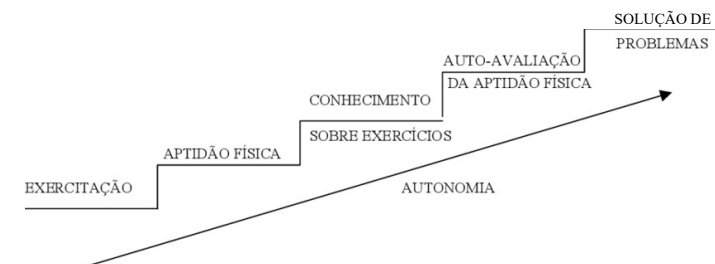 SOLUÇÃO DE
PROBLEMAS
AUTO-AVALIAÇÃO
DA APTIDÃO FÍSICA
CONHECIMENTO
SOBRE EXERCÍCIOS
APTIDÃO FÍSICA
EXERCITAÇÃO
AUTONOMIA